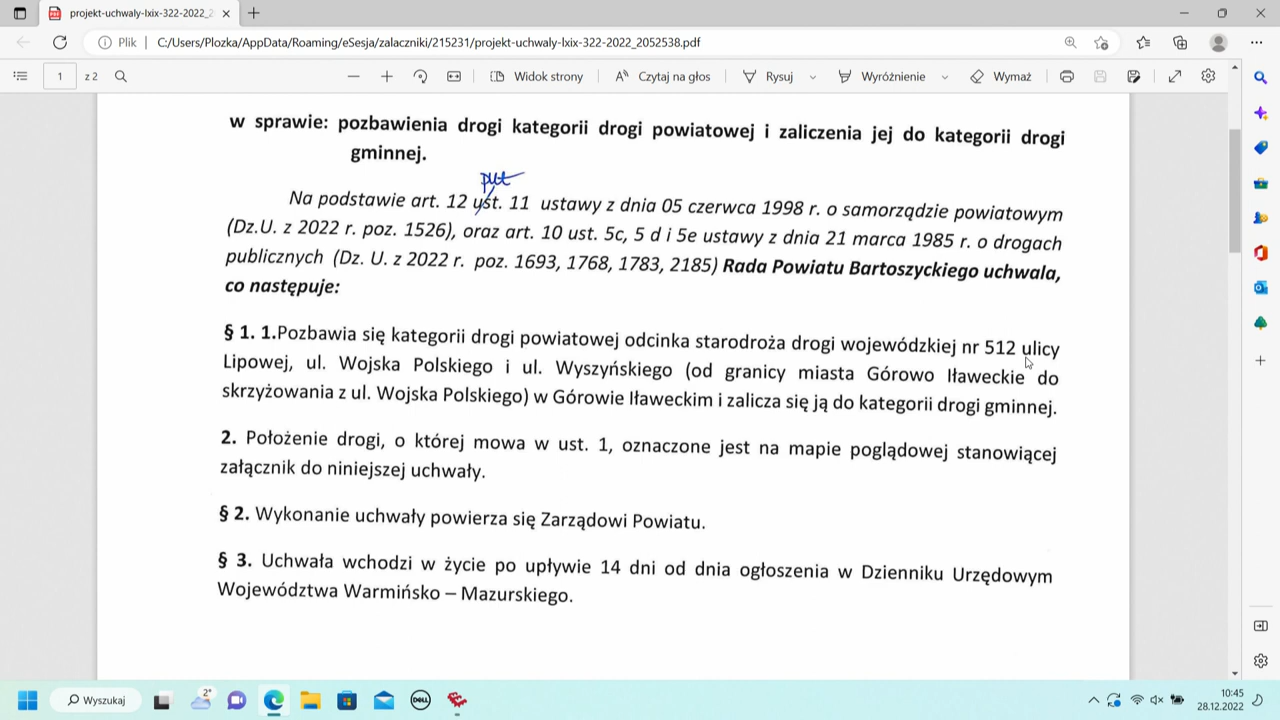 projekt-uchwaly-lxix-322-2022_2
Plik | C:/Users/Plozka/AppData/Roaming/eSesja/zalaczniki/215231/projekt-uchwaly-lxix-322-2022_2052538.pdf
1 z 2 Widok strony Czytaj na głos Rysuj Wyróżnienie Wymaż
w sprawie: pozbawienia drogi kategorii drogi powiatowej i zaliczenia jej do kategorii drogi
gminnej.
pkt
Na podstawie art. 12 ust. 11 ustawy z dnia 05 czerwca 1998 r. o samorządzie powiatowym
(Dz.U. z 2022 r. poz. 1526), oraz art. 10 ust. 5c, 5 d i 5e ustawy z dnia 21 marca 1985 r. o drogach
publicznych (Dz. U. z 2022 r. poz. 1693, 1768, 1783, 2185) Rada Powiatu Bartoszyckiego uchwala,
co następuje:
§ 1. 1.Pozbawia się kategorii drogi powiatowej odcinka starodroża drogi wojewódzkiej nr 512 ulicy
Lipowej, ul. Wojska Polskiego i ul. Wyszyńskiego (od granicy miasta Górowo Iławeckie do
skrzyżowania z ul. Wojska Polskiego) w Górowie Iławeckim i zalicza się ją do kategorii drogi gminnej.
2. Położenie drogi, o której mowa w ust. 1, oznaczone jest na mapie poglądowej stanowiącej
załącznik do niniejszej uchwały.
§ 2. Wykonanie uchwały powierza się Zarządowi Powiatu.
§ 3. Uchwała wchodzi w życie po upływie 14 dni od dnia ogłoszenia w Dzienniku Urzędowym
Województwa Warmińsko – Mazurskiego.
Wyszukaj 2° DELL 10:45
28.12.2022